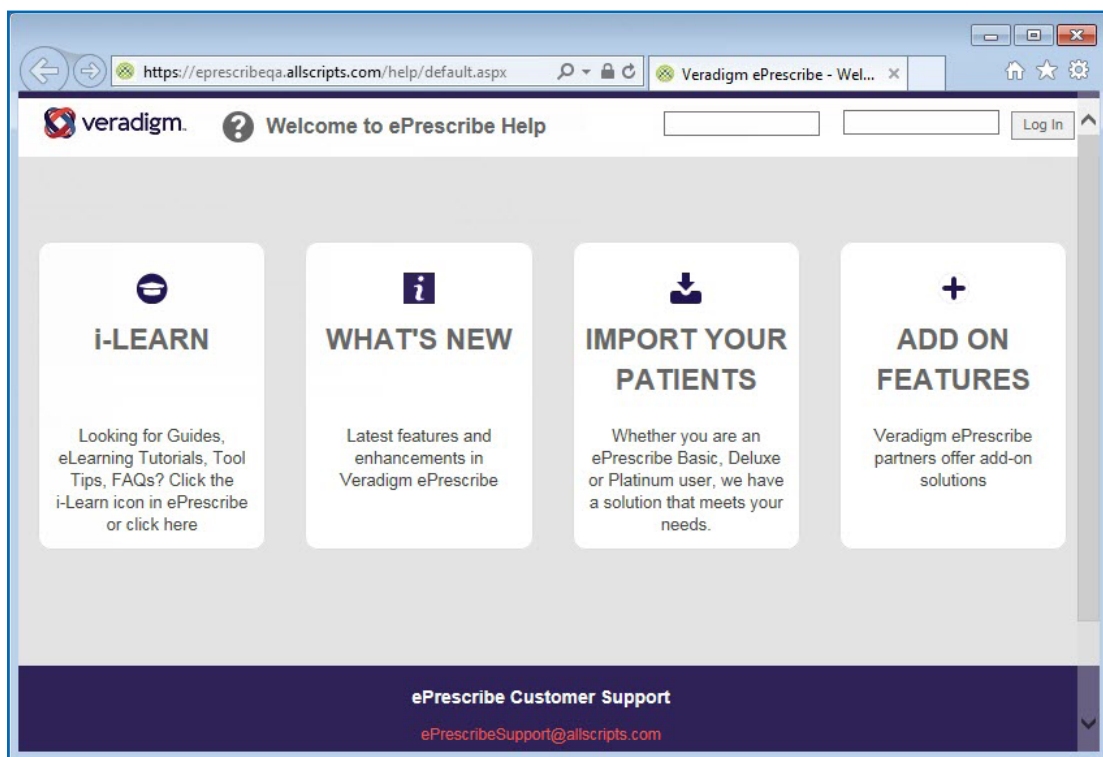 https://eprescribeqa.allscripts.com/help/default.aspx
Veradigm ePrescribe - Wel...
veradigm.
? Welcome to ePrescribe Help
Log In
i-LEARN
Looking for Guides,
eLearning Tutorials, Tool
Tips, FAQs? Click the
i-Learn icon in ePrescribe
or click here
i
WHAT'S NEW
Latest features and
enhancements in
Veradigm ePrescribe
IMPORT YOUR
PATIENTS
Whether you are an
ePrescribe Basic, Deluxe
or Platinum user, we have
a solution that meets your
needs.
ADD ON
FEATURES
Veradigm ePrescribe
partners offer add-on
solutions
ePrescribe Customer Support
ePrescribeSupport@allscripts.com